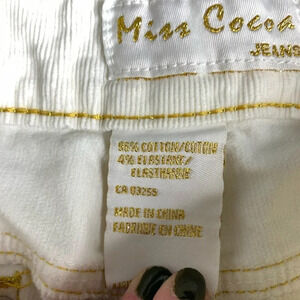 Miss Cocoa
JEANS
96% COTTON/COTON
4% ELASTANE/
ELASTHANNE
CA 03255
MADE IN CHINA
FABRIQUE EN CHINE